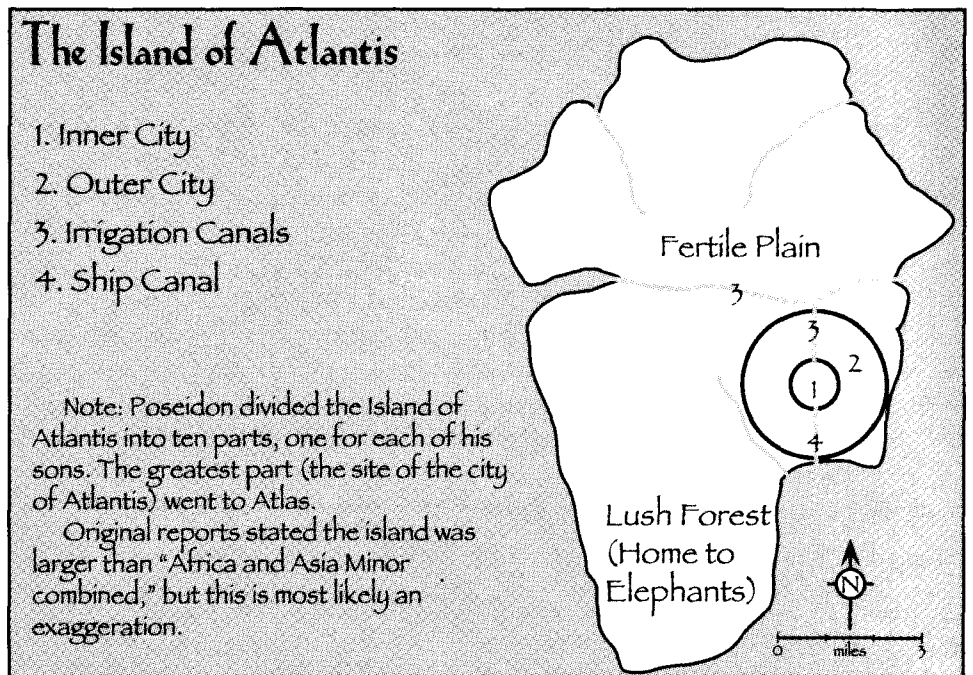 The Island of Atlantis
1. Inner City
2. Outer City
3. Irrigation Canals
4. Ship Canal
Note: Poseidon divided the Island of
Atlantis into ten parts, one for each of his
sons. The greatest part (the site of the city
of Atlantis) went to Atlas.
Original reports stated the island was
larger than “Africa and Asia Minor
combined,” but this is most likely an
exaggeration.
Fertile Plain
3
3
2
1
4
Lush Forest
(Home to
Elephants)
N
0 miles 3